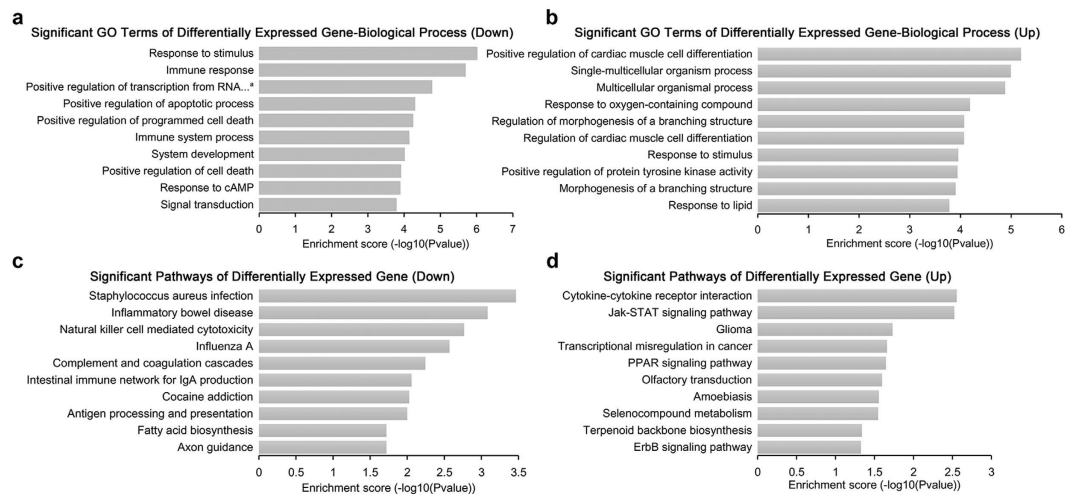 a
Significant GO Terms of Differentially Expressed Gene-Biological Process (Down)
Response to stimulus
Immune response
Positive regulation of transcription from RNA...ª
Positive regulation of apoptotic process
Positive regulation of programmed cell death
Immune system process
System development
Positive regulation of cell death
Response to cAMP
Signal transduction
0 1 2 3 4 5 6 7
Enrichment score (-log10(Pvalue))
b
Significant GO Terms of Differentially Expressed Gene-Biological Process (Up)
Positive regulation of cardiac muscle cell differentiation
Single-multicellular organism process
Multicellular organismal process
Response to oxygen-containing compound
Regulation of morphogenesis of a branching structure
Regulation of cardiac muscle cell differentiation
Response to stimulus
Positive regulation of protein tyrosine kinase activity
Morphogenesis of a branching structure
Response to lipid
0 1 2 3 4 5 6
Enrichment score (-log10(Pvalue))
c
Significant Pathways of Differentially Expressed Gene (Down)
Staphylococcus aureus infection
Inflammatory bowel disease
Natural killer cell mediated cytotoxicity
Influenza A
Complement and coagulation cascades
Intestinal immune network for IgA production
Cocaine addiction
Antigen processing and presentation
Fatty acid biosynthesis
Axon guidance
0 0.5 1 1.5 2 2.5 3 3.5
Enrichment score (-log10(Pvalue))
d
Significant Pathways of Differentially Expressed Gene (Up)
Cytokine-cytokine receptor interaction
Jak-STAT signaling pathway
Glioma
Transcriptional misregulation in cancer
PPAR signaling pathway
Olfactory transduction
Amoebiasis
Selenocompound metabolism
Terpenoid backbone biosynthesis
ErbB signaling pathway
0 0.5 1 1.5 2 2.5 3
Enrichment score (-log10(Pvalue))